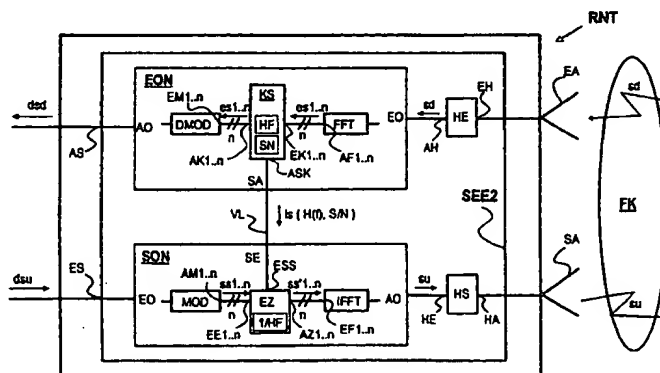 RNT
EON
EM1..n
es1..n
KS
es1..n
dsd
DMOD
HF
SN
FFT
n
n
AO
EO
sd
HE
EH
EA
sd
AS
AK1..n
EK1..n
AF1..n
ASK
AH
SA
VL
ls ( H(f), S/N )
SEE2
FK
SON
SE
ESS
AM1..n
ss1..n
ss'1..n
dsu
ES
EO
MOD
EZ
1/HF
IFFT
AO
su
HS
SA
su
n
n
EE1..n
AZ1..n
EF1..n
HE
HA